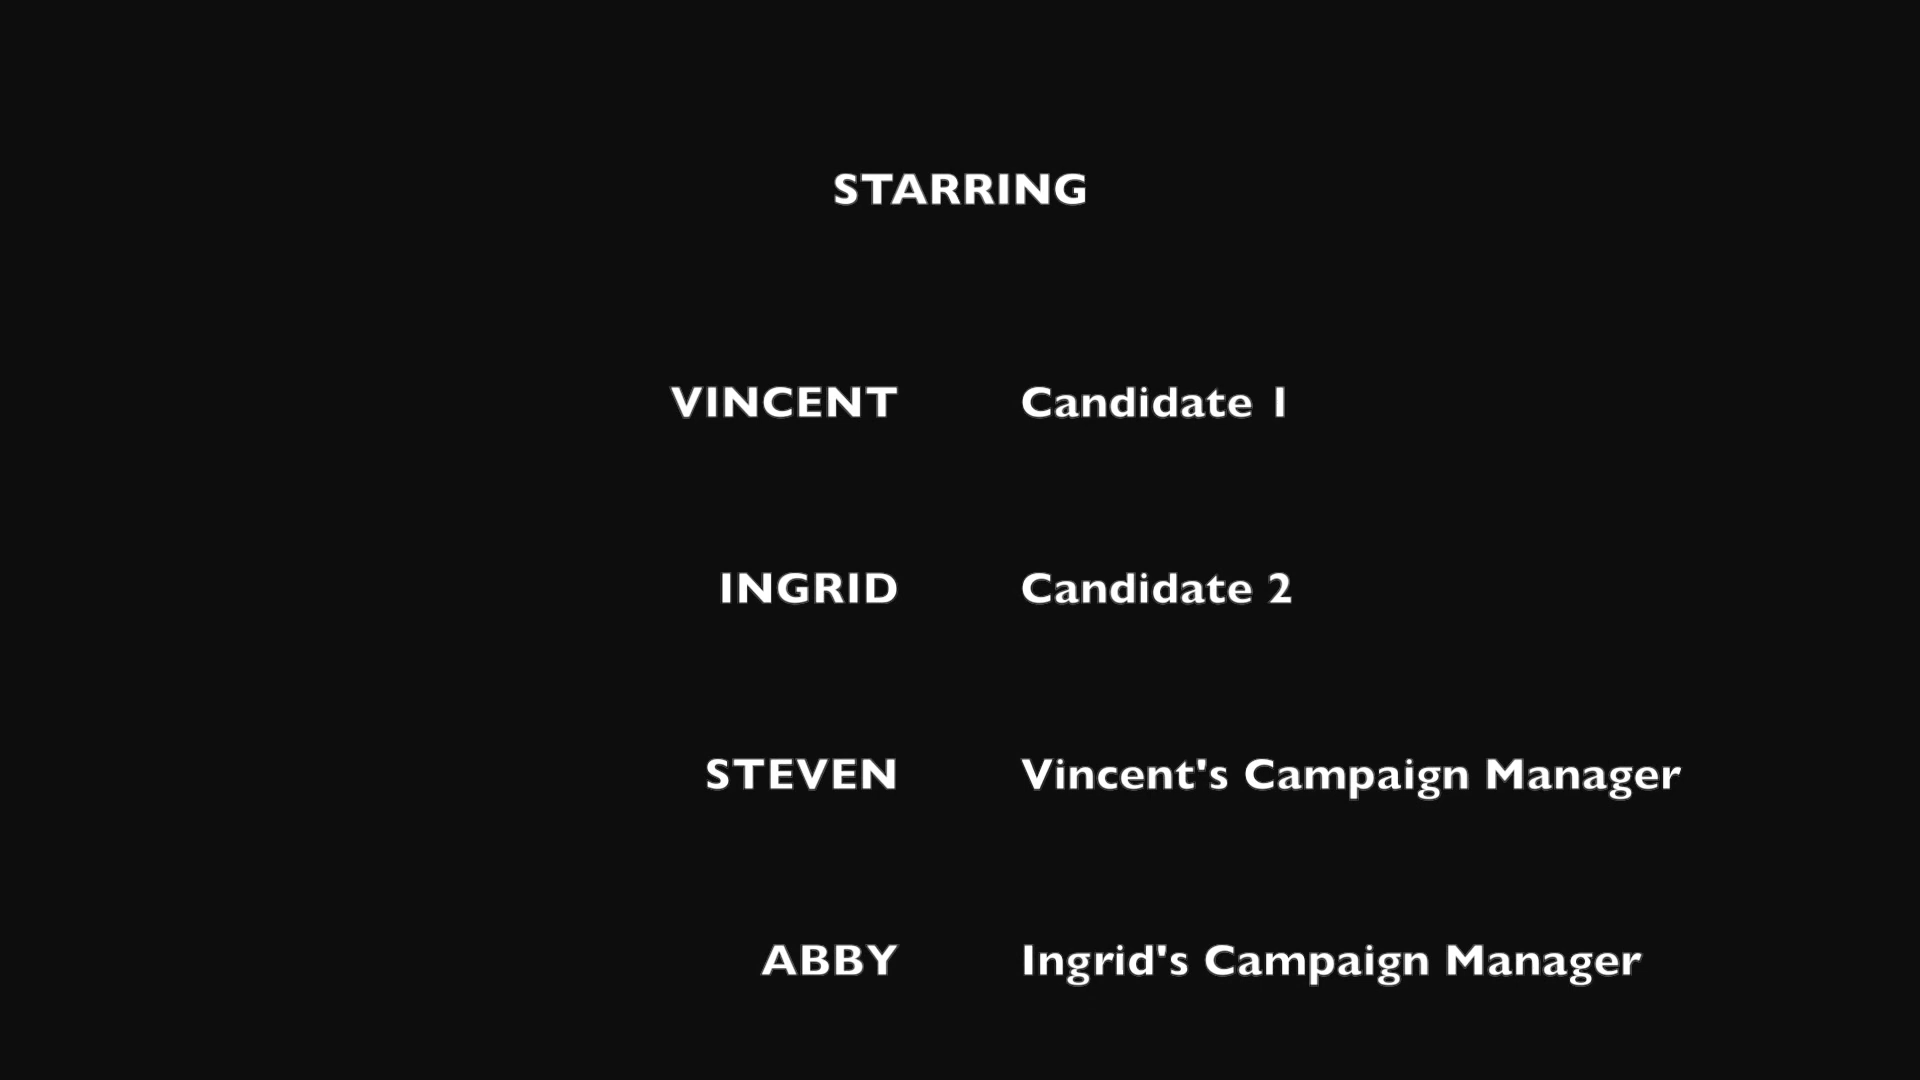 STARRING
VINCENT Candidate 1
INGRID Candidate 2
STEVEN Vincent's Campaign Manager
ABBY Ingrid's Campaign Manager